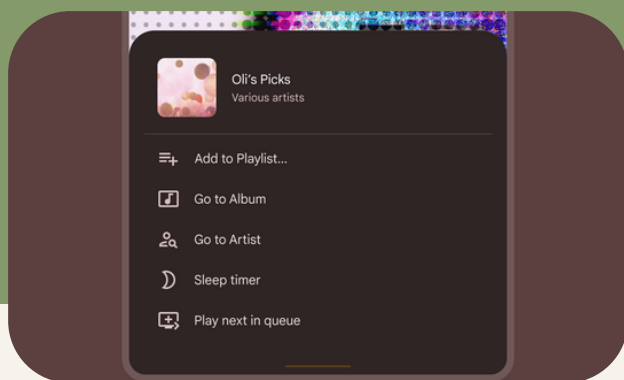 Oli's Picks
Various artists
Add to Playlist...
Go to Album
Go to Artist
Sleep timer
Play next in queue